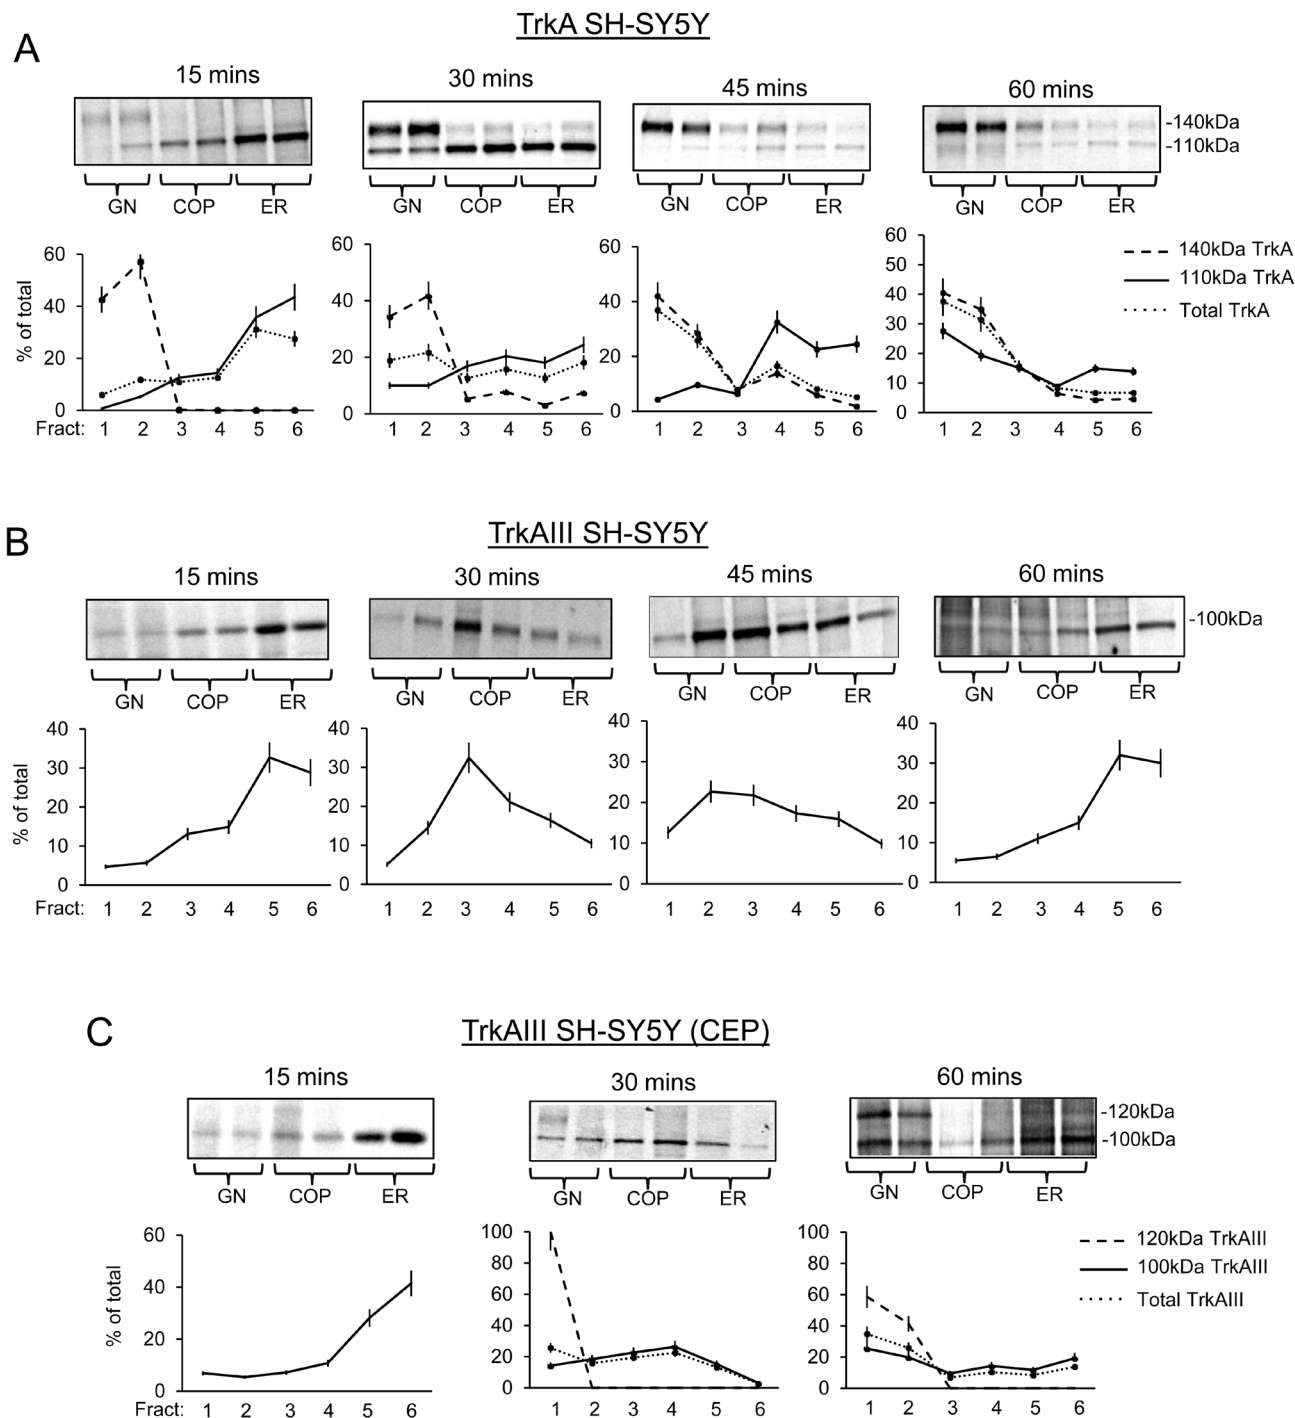 TrkA SH-SY5Y
A
15 mins 30 mins 45 mins 60 mins
-140kDa
-110kDa
GN COP ER GN COP ER GN COP ER GN COP ER
60 60 60 60
50
40 40 40 40
30
20 20 20 20
10
0 0 0 0
% of total
140kDa TrkA
110kDa TrkA
Total TrkA
Fract: 1 2 3 4 5 6 1 2 3 4 5 6 1 2 3 4 5 6 1 2 3 4 5 6
B
TrkAIII SH-SY5Y
15 mins 30 mins 45 mins 60 mins
-100kDa
GN COP ER GN COP ER GN COP ER GN COP ER
40 40 40 40
30 30 30 30
20 20 20 20
10 10 10 10
0 0 0 0
% of total
Fract: 1 2 3 4 5 6 1 2 3 4 5 6 1 2 3 4 5 6 1 2 3 4 5 6
C
TrkAIII SH-SY5Y (CEP)
15 mins 30 mins 60 mins
-120kDa
-100kDa
GN COP ER GN COP ER GN COP ER
60 100 100
80 80
40 60 60
40 40
20 20 20
0 0 0
% of total
120kDa TrkAIII
100kDa TrkAIII
Total TrkAIII
Fract: 1 2 3 4 5 6 1 2 3 4 5 6 1 2 3 4 5 6